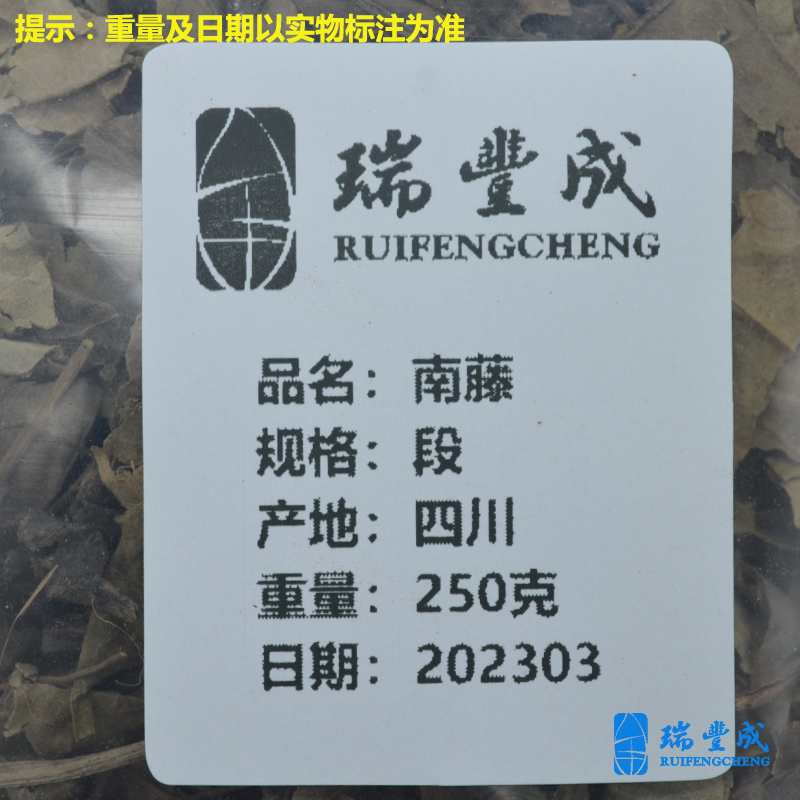 提示：重量及日期以实物标注为准
瑞豐成
RUIFENGCHENG
品名：南藤
规格：段
产地：四川
重量：250克
日期：202303
瑞豐成
RUIFENGCHENG